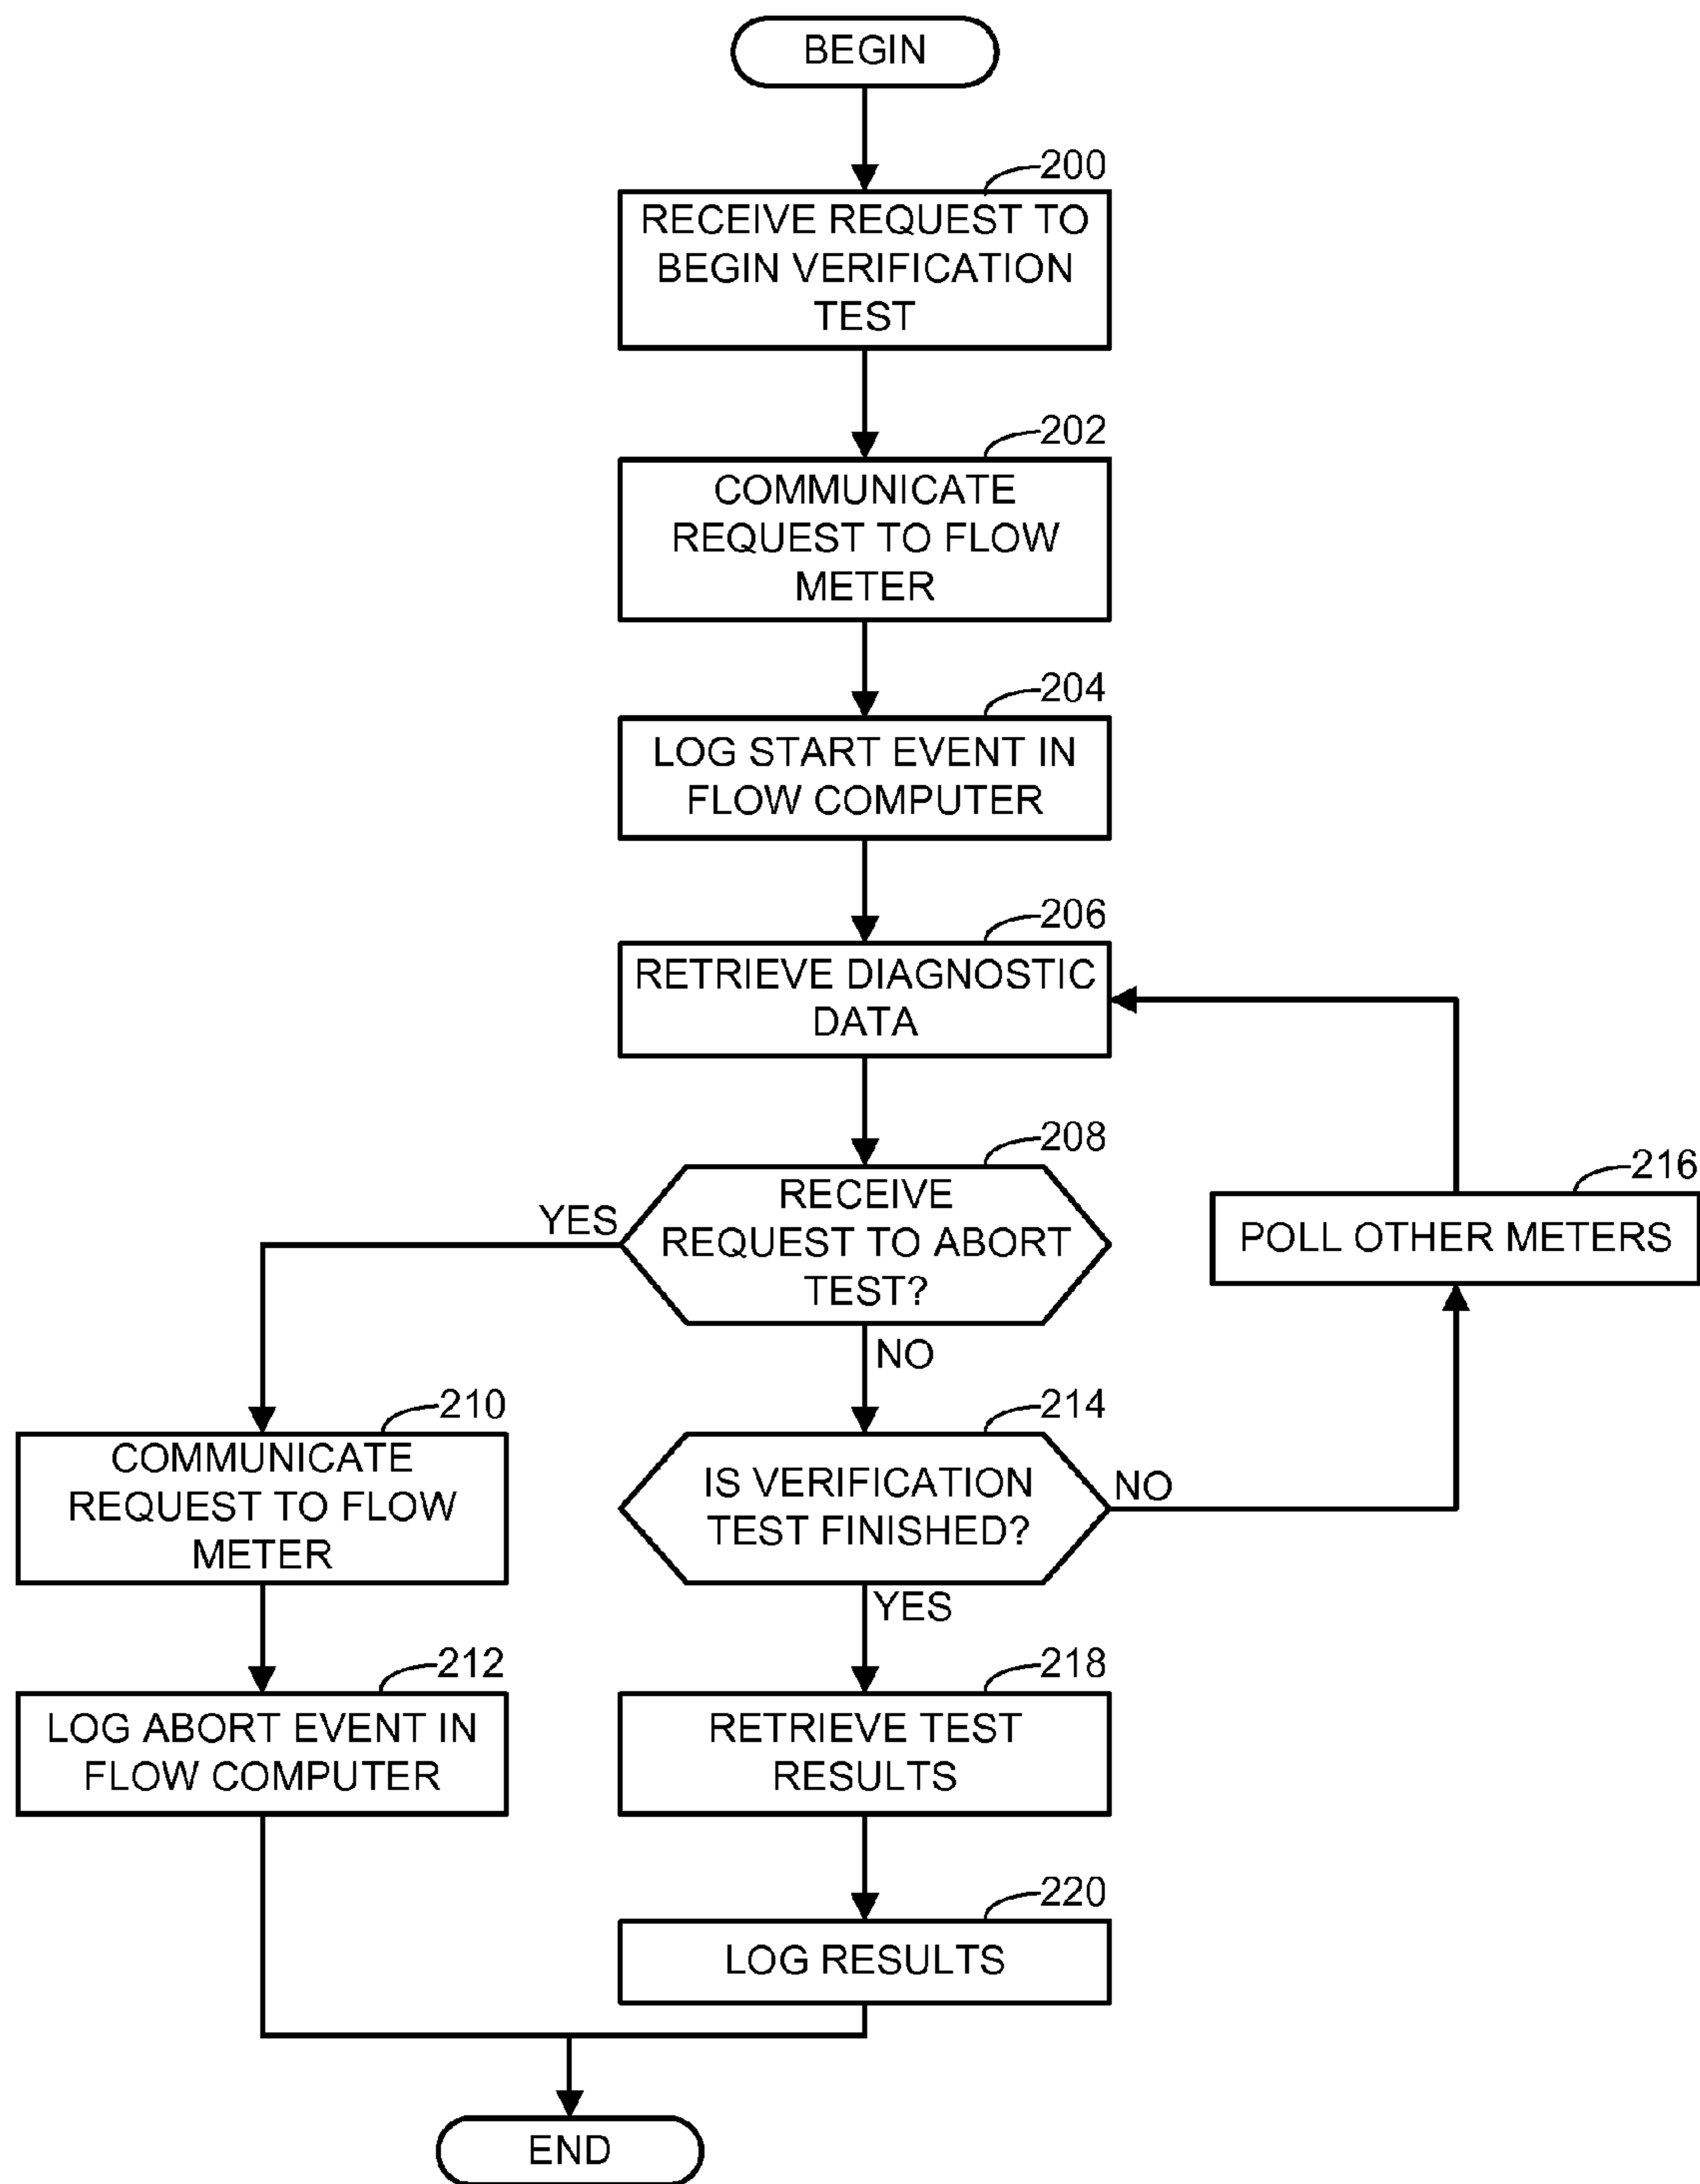 BEGIN
200
RECEIVE REQUEST TO
BEGIN VERIFICATION
TEST
202
COMMUNICATE
REQUEST TO FLOW
METER
204
LOG START EVENT IN
FLOW COMPUTER
206
RETRIEVE DIAGNOSTIC
DATA
208
RECEIVE
REQUEST TO ABORT
TEST?
YES
NO
216
POLL OTHER METERS
210
COMMUNICATE
REQUEST TO FLOW
METER
214
IS VERIFICATION
TEST FINISHED?
NO
YES
212
LOG ABORT EVENT IN
FLOW COMPUTER
218
RETRIEVE TEST
RESULTS
220
LOG RESULTS
END